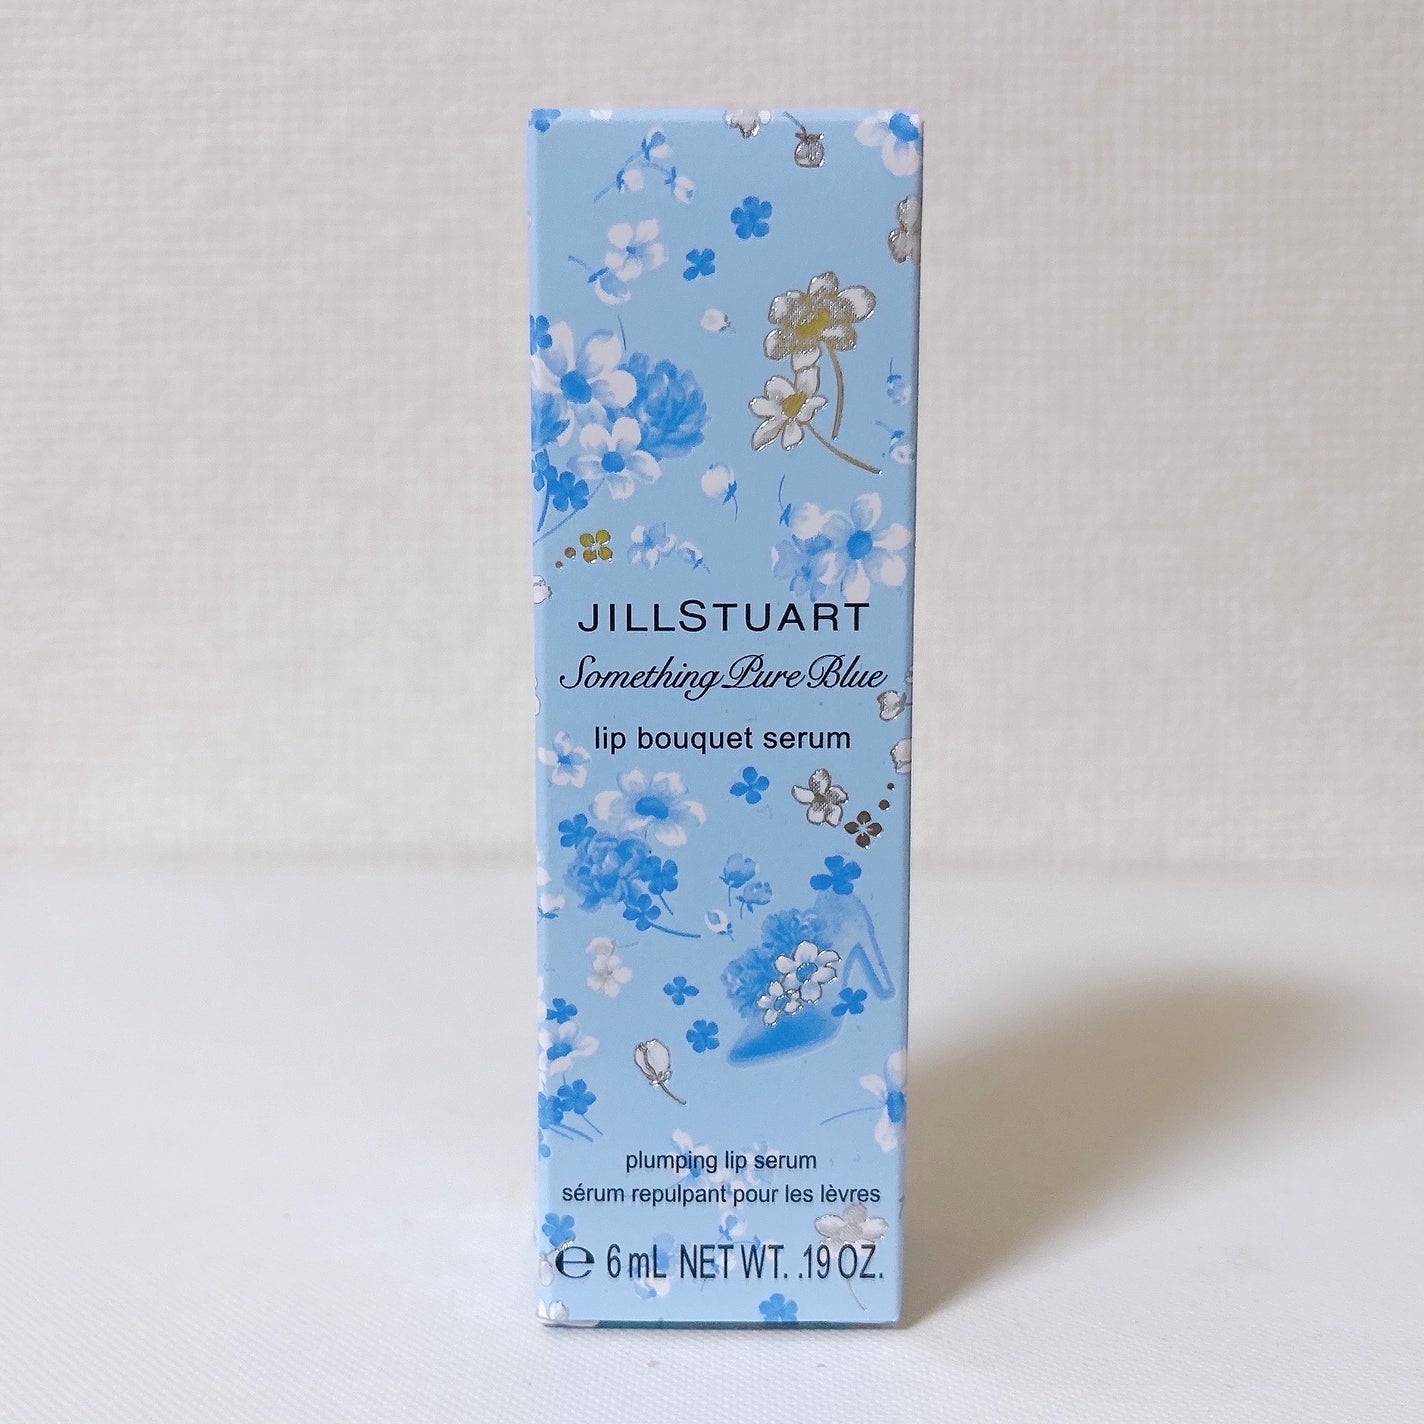 JILLSTUART
Something Pure Blue
lip bouquet serum
plumping lip serum
sérum repulpant pour les lèvres
℮ 6 mL NET WT. .19 OZ.